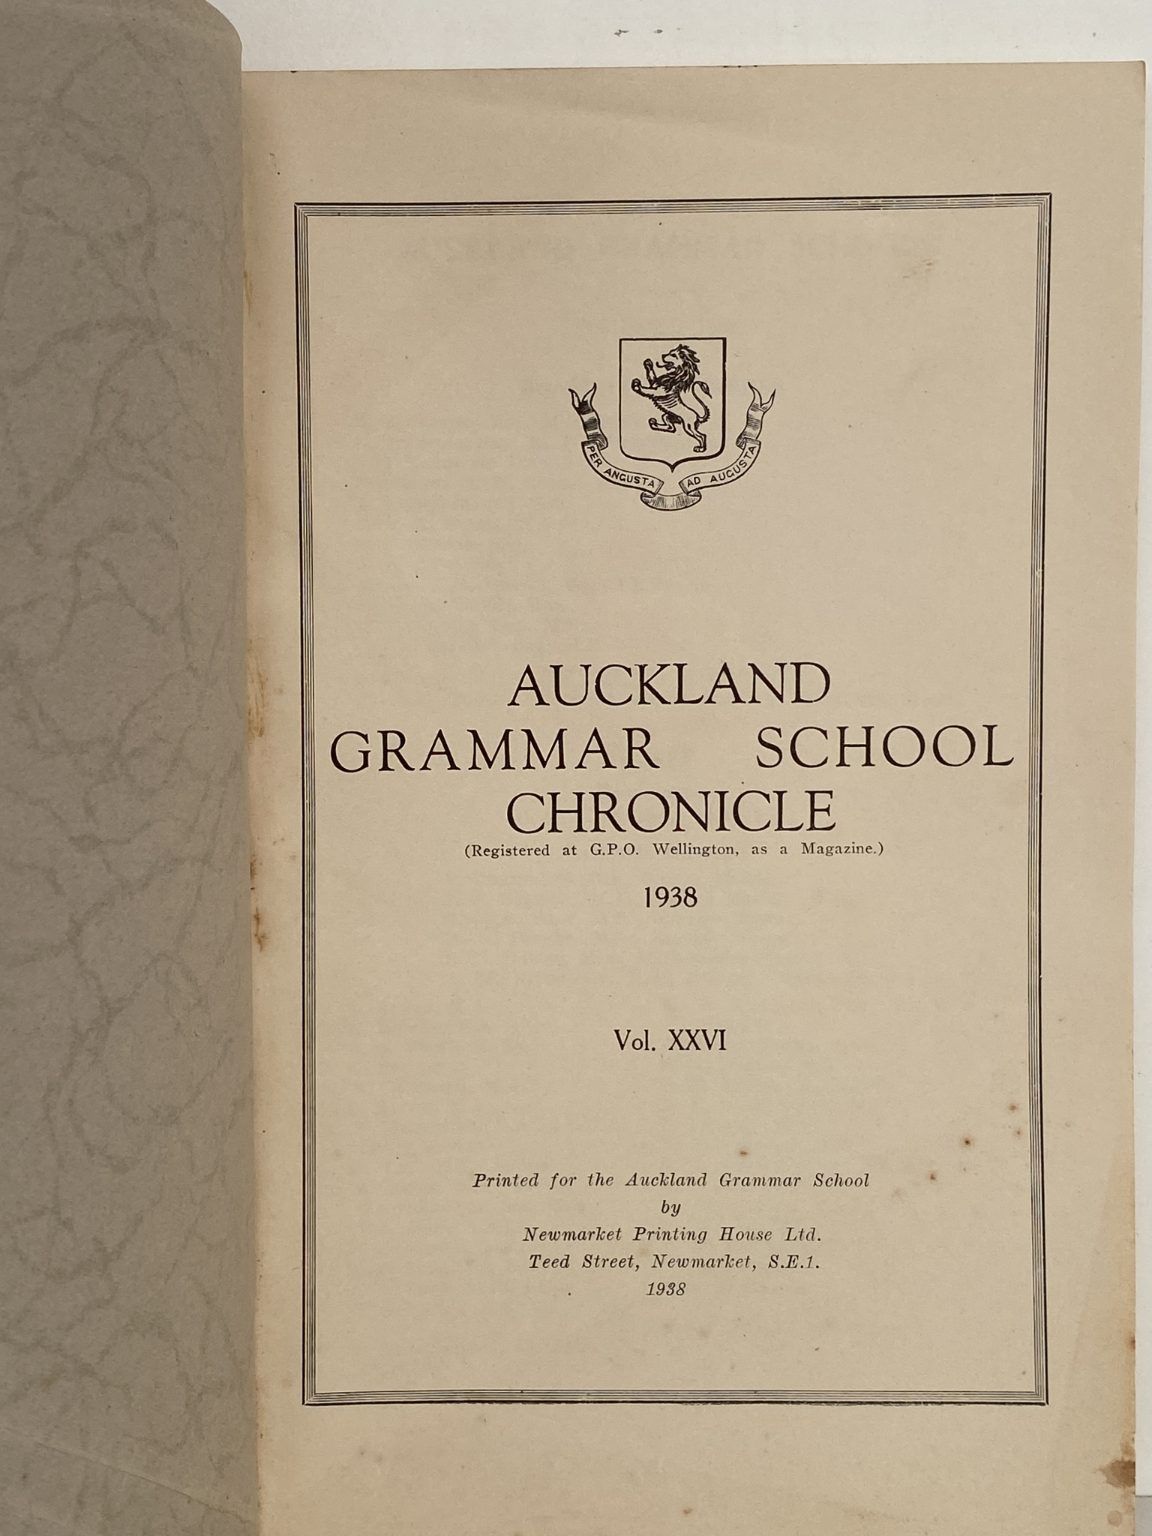 PER ANGUSTA AD AUGUSTA
AUCKLAND
GRAMMAR SCHOOL
CHRONICLE
(Registered at G.P.O. Wellington, as a Magazine.)
1938
Vol. XXVI
Printed for the Auckland Grammar School
by
Newmarket Printing House Ltd.
Teed Street, Newmarket, S.E.1.
1938